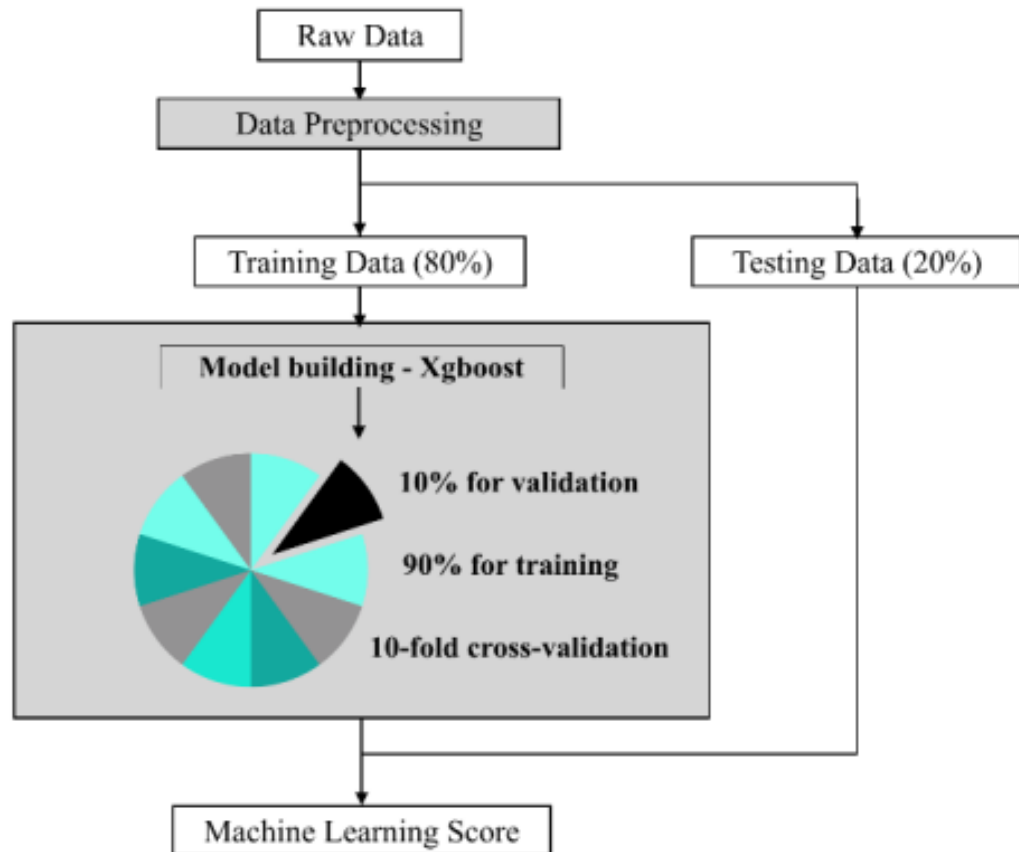 Raw Data
Data Preprocessing
Training Data (80%)
Testing Data (20%)
Model building - Xgboost
10% for validation
90% for training
10-fold cross-validation
Machine Learning Score